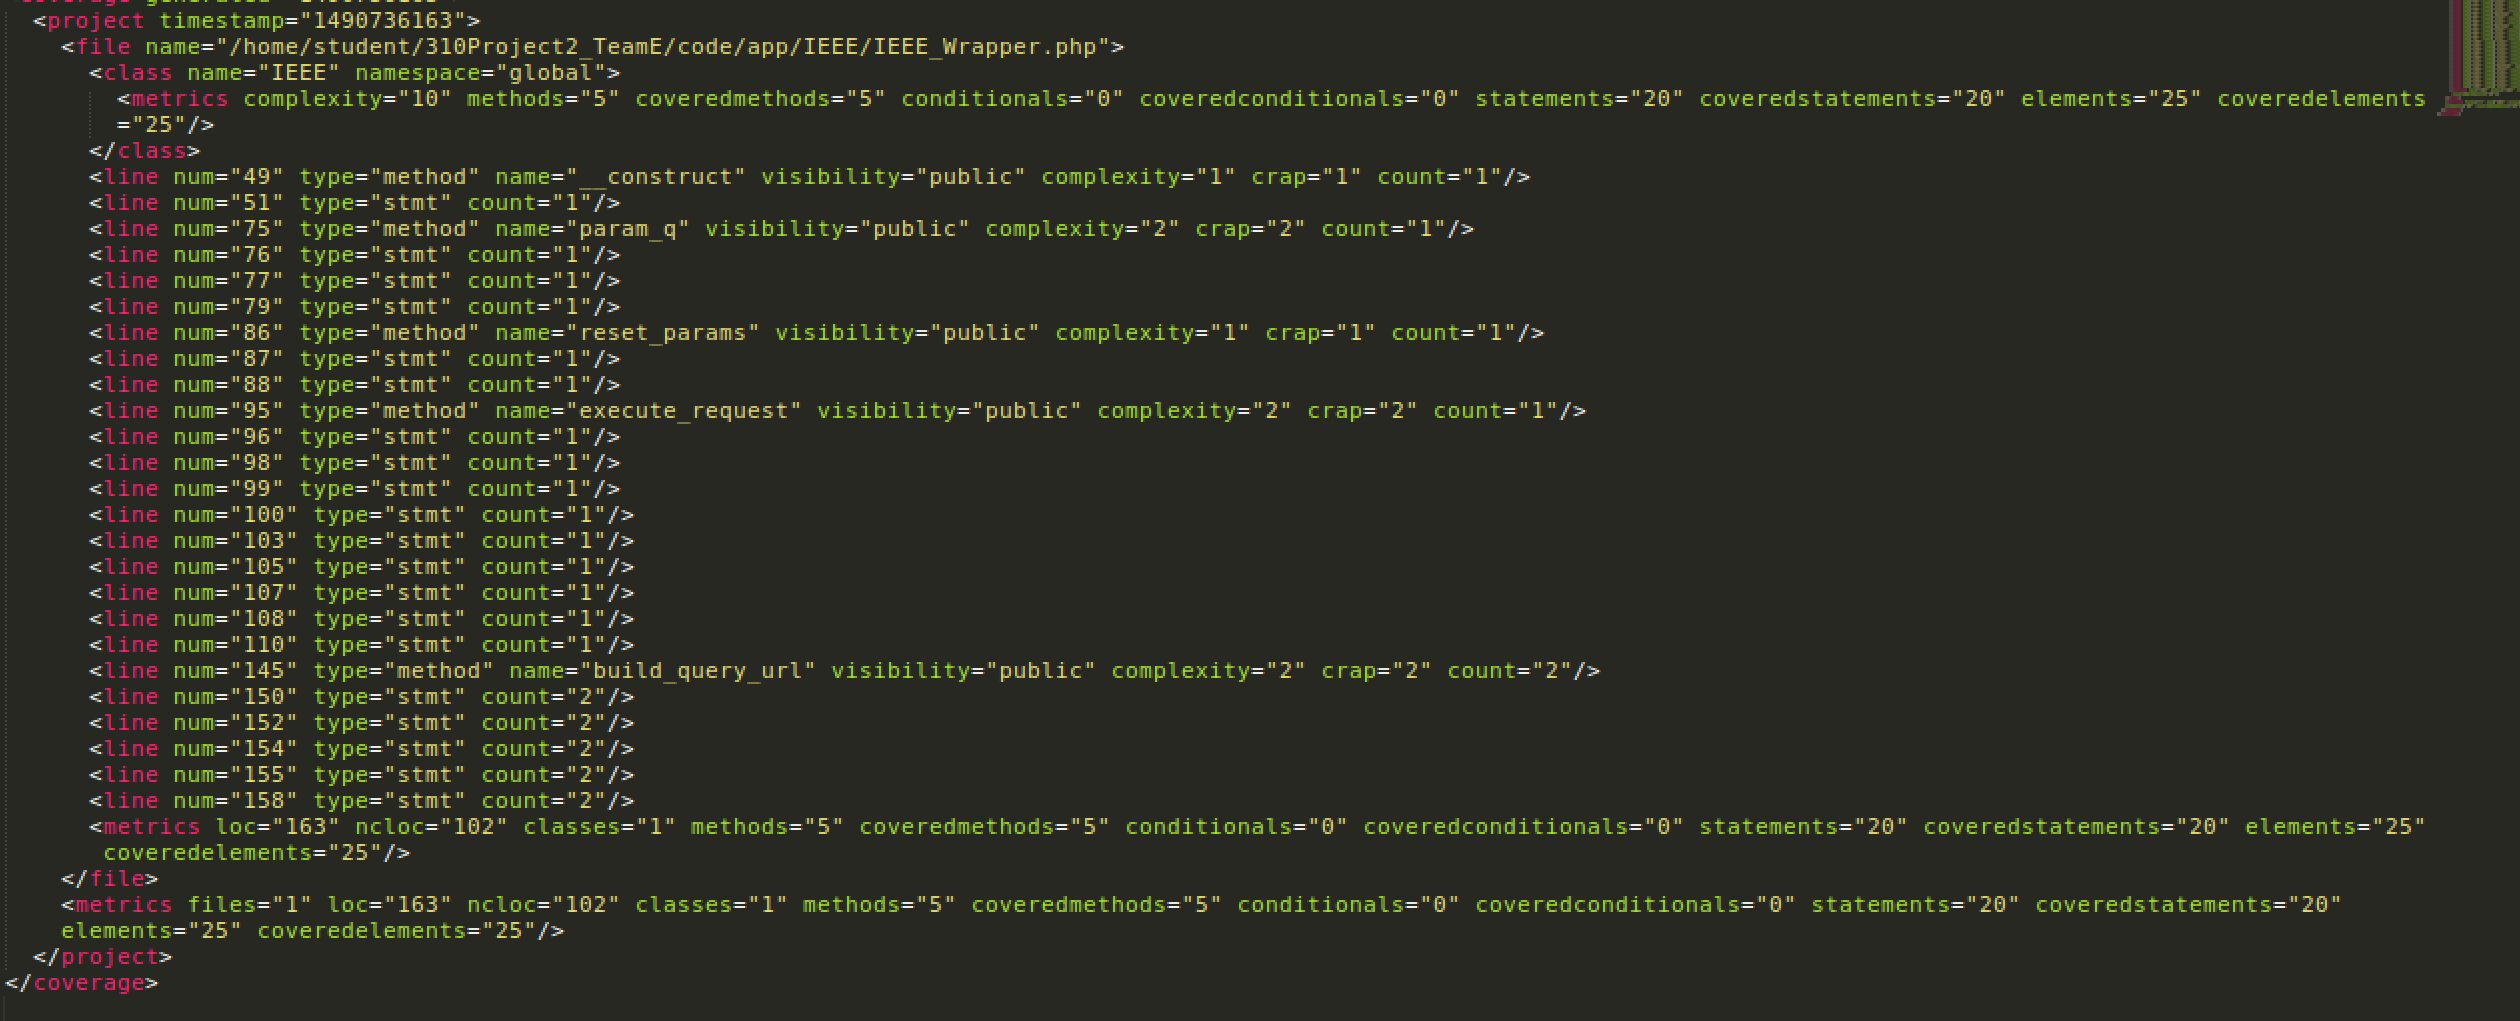 <project timestamp="1490736163">
<file name="/home/student/310Project2_TeamE/code/app/IEEE/IEEE_Wrapper.php">
<class name="IEEE" namespace="global">
<metrics complexity="10" methods="5" coveredmethods="5" conditionals="0" coveredconditionals="0" statements="20" coveredstatements="20" elements="25" coveredelements
="25"/>
</class>
<line num="49" type="method" name="__construct" visibility="public" complexity="1" crap="1" count="1"/>
<line num="51" type="stmt" count="1"/>
<line num="75" type="method" name="param_q" visibility="public" complexity="2" crap="2" count="1"/>
<line num="76" type="stmt" count="1"/>
<line num="77" type="stmt" count="1"/>
<line num="79" type="stmt" count="1"/>
<line num="86" type="method" name="reset_params" visibility="public" complexity="1" crap="1" count="1"/>
<line num="87" type="stmt" count="1"/>
<line num="88" type="stmt" count="1"/>
<line num="95" type="method" name="execute_request" visibility="public" complexity="2" crap="2" count="1"/>
<line num="96" type="stmt" count="1"/>
<line num="98" type="stmt" count="1"/>
<line num="99" type="stmt" count="1"/>
<line num="100" type="stmt" count="1"/>
<line num="103" type="stmt" count="1"/>
<line num="105" type="stmt" count="1"/>
<line num="107" type="stmt" count="1"/>
<line num="108" type="stmt" count="1"/>
<line num="110" type="stmt" count="1"/>
<line num="145" type="method" name="build_query_url" visibility="public" complexity="2" crap="2" count="2"/>
<line num="150" type="stmt" count="2"/>
<line num="152" type="stmt" count="2"/>
<line num="154" type="stmt" count="2"/>
<line num="155" type="stmt" count="2"/>
<line num="158" type="stmt" count="2"/>
<metrics loc="163" ncloc="102" classes="1" methods="5" coveredmethods="5" conditionals="0" coveredconditionals="0" statements="20" coveredstatements="20" elements="25"
coveredelements="25"/>
</file>
<metrics files="1" loc="163" ncloc="102" classes="1" methods="5" coveredmethods="5" conditionals="0" coveredconditionals="0" statements="20" coveredstatements="20"
elements="25" coveredelements="25"/>
</project>
</coverage>